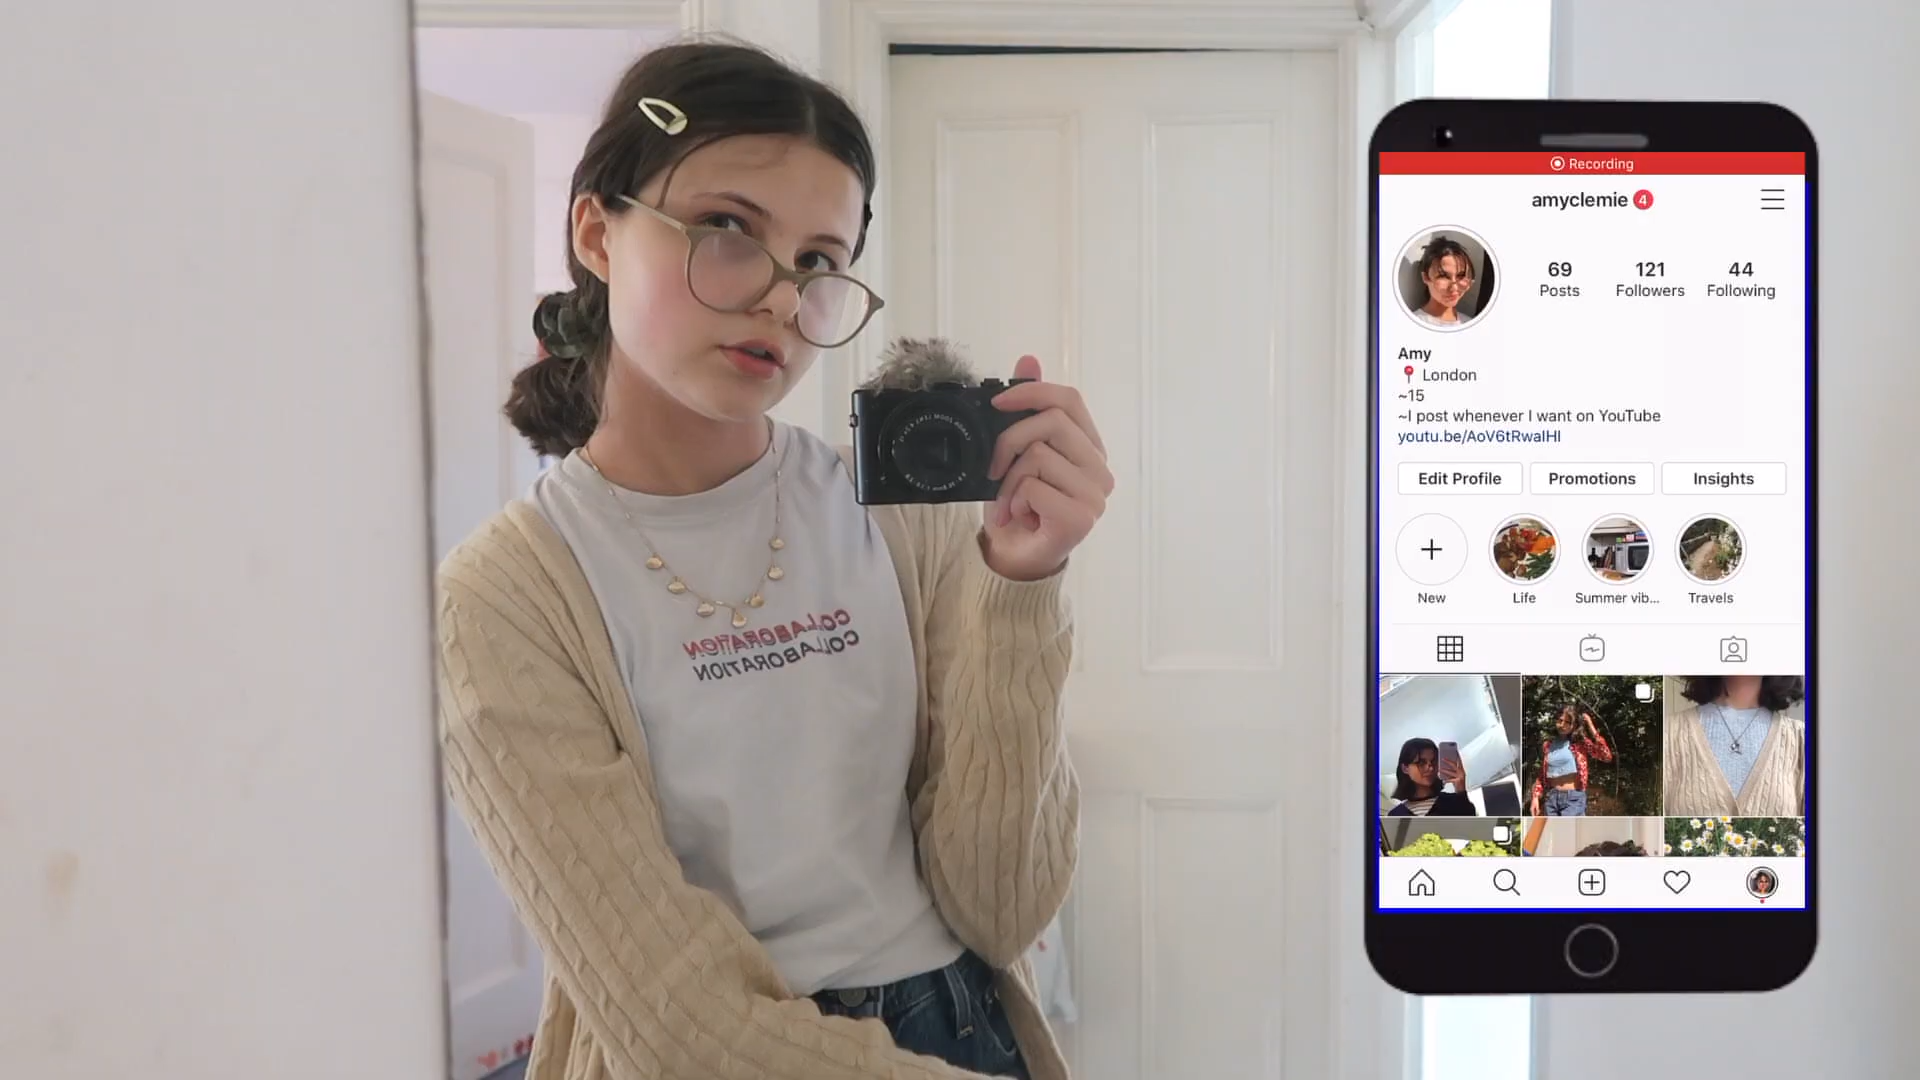 COLLABORATION
COLLABORATION
Recording
amyclemie 4
69 121 44
Posts Followers Following
Amy
London
~15
~I post whenever I want on YouTube
youtu.be/AoV6tRwaIHI
Edit Profile Promotions Insights
New Life Summer vib... Travels